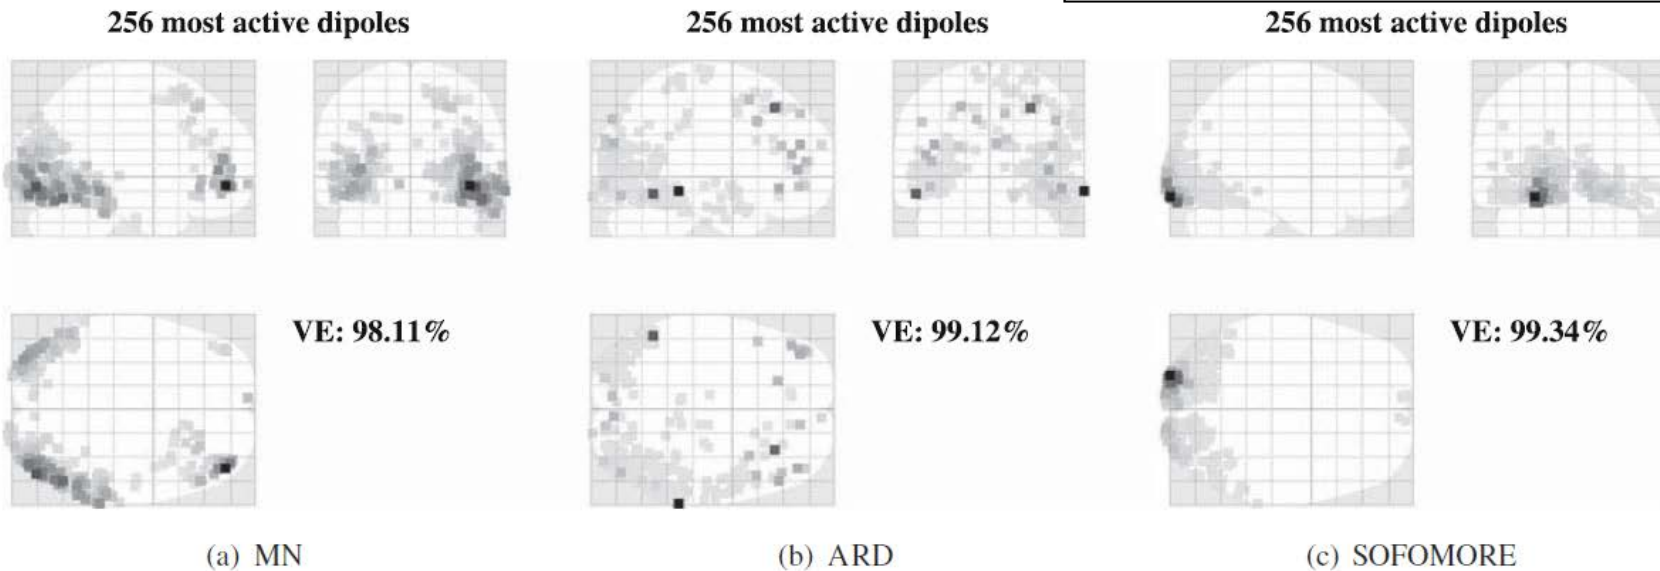 256 most active dipoles
256 most active dipoles
256 most active dipoles
VE: 98.11%
VE: 99.12%
VE: 99.34%
(a) MN
(b) ARD
(c) SOFOMORE